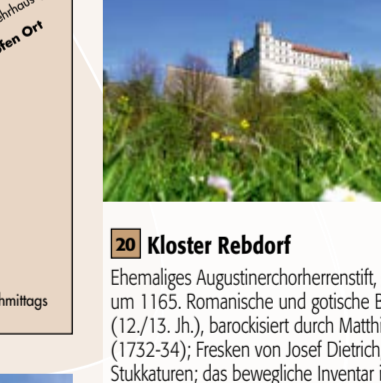 fen Ort
hmittags
20 Kloster Rebdorf
Ehemaliges Augustinerchorherrenstift,
um 1165. Romanische und gotische B
(12./13. Jh.), barockisiert durch Matthi
(1732-34); Fresken von Josef Dietrich
Stukkaturen; das bewegliche Inventar i